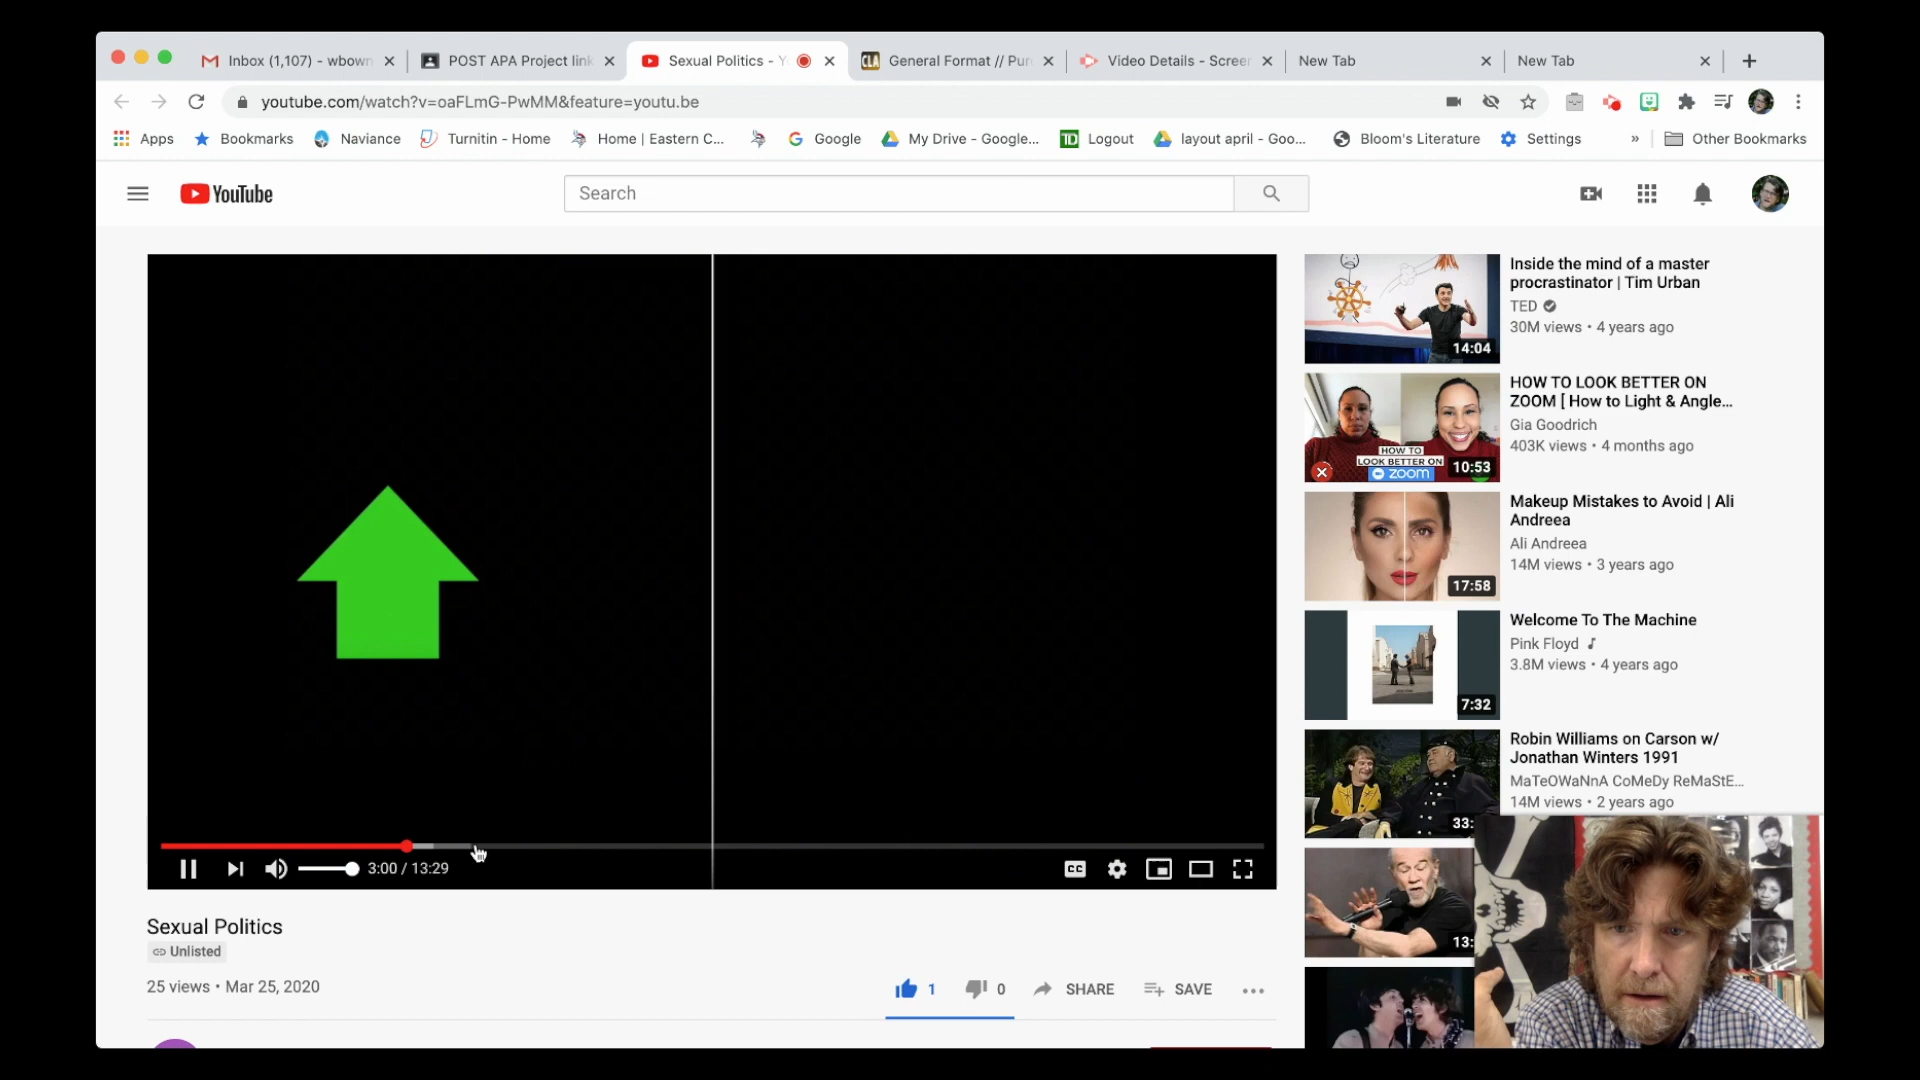 Inbox (1,107) - wbown
POST APA Project link
Sexual Politics - Y
CLA
General Format // Pur
Video Details - Screen
New Tab
New Tab
youtube.com/watch?v=oaFLmG-PwMM&feature=youtu.be
Apps
Bookmarks
Naviance
Turnitin - Home
Home | Eastern C...
Google
My Drive - Google...
TD
Logout
layout april - Goo...
Bloom's Literature
Settings
»
Other Bookmarks
YouTube
Search
Inside the mind of a master
procrastinator | Tim Urban
TED
30M views • 4 years ago
14:04
HOW TO LOOK BETTER ON
ZOOM [ How to Light & Angle...
Gia Goodrich
403K views • 4 months ago
HOW TO
LOOK BETTER ON
zoom
10:53
Makeup Mistakes to Avoid | Ali
Andreea
Ali Andreea
14M views • 3 years ago
17:58
Welcome To The Machine
Pink Floyd
3.8M views • 4 years ago
7:32
Robin Williams on Carson w/
Jonathan Winters 1991
MaTeOWaNnA CoMeDy ReMaStE...
14M views • 2 years ago
33:
13:
3:00 / 13:29
CC
Sexual Politics
Unlisted
25 views • Mar 25, 2020
1
0
SHARE
SAVE